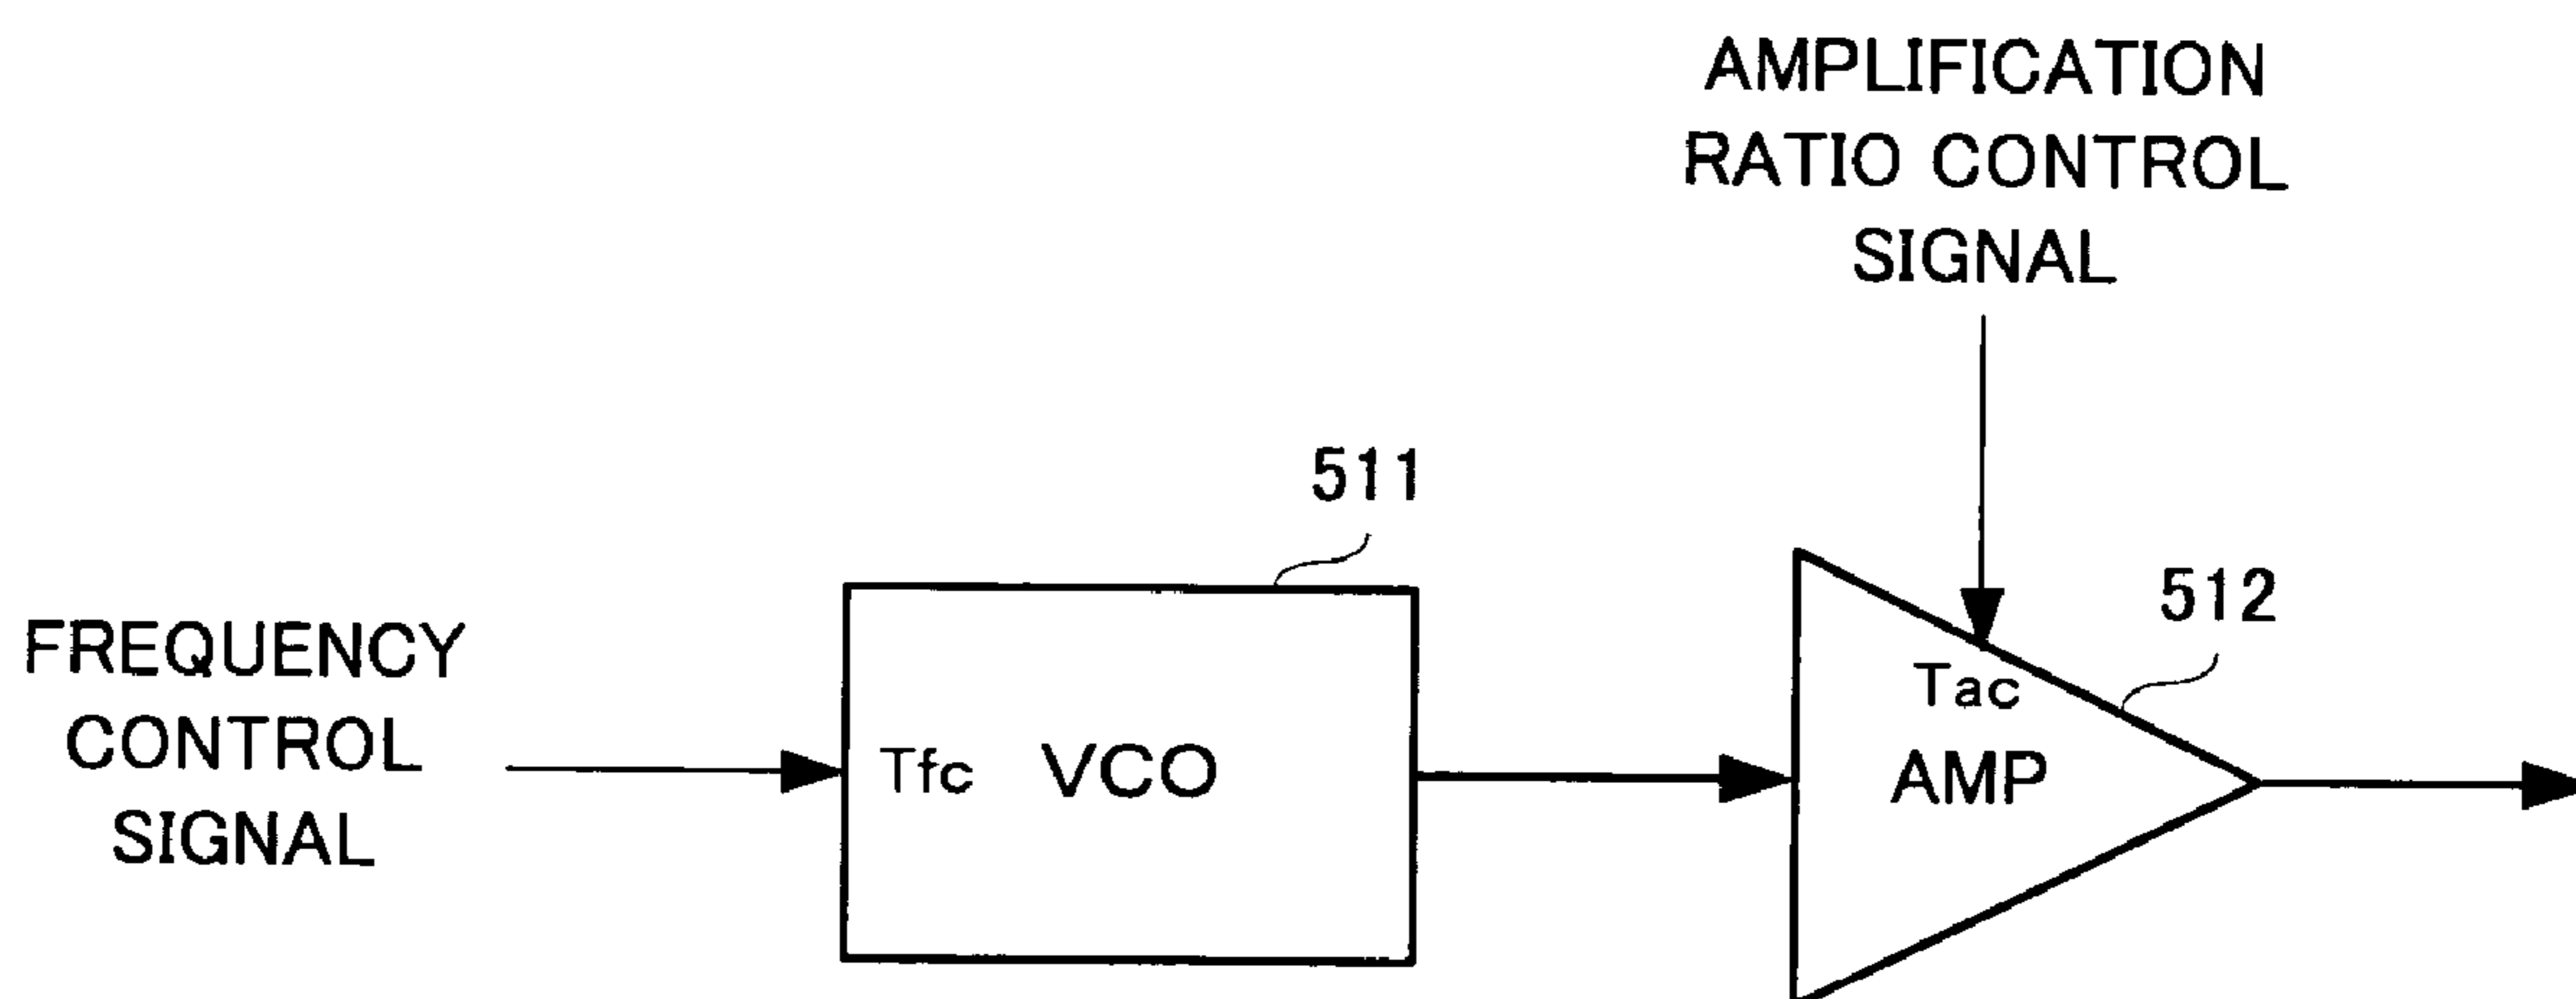 AMPLIFICATION
RATIO CONTROL
SIGNAL
511
512
FREQUENCY
CONTROL
SIGNAL
Tfc VCO
Tac
AMP